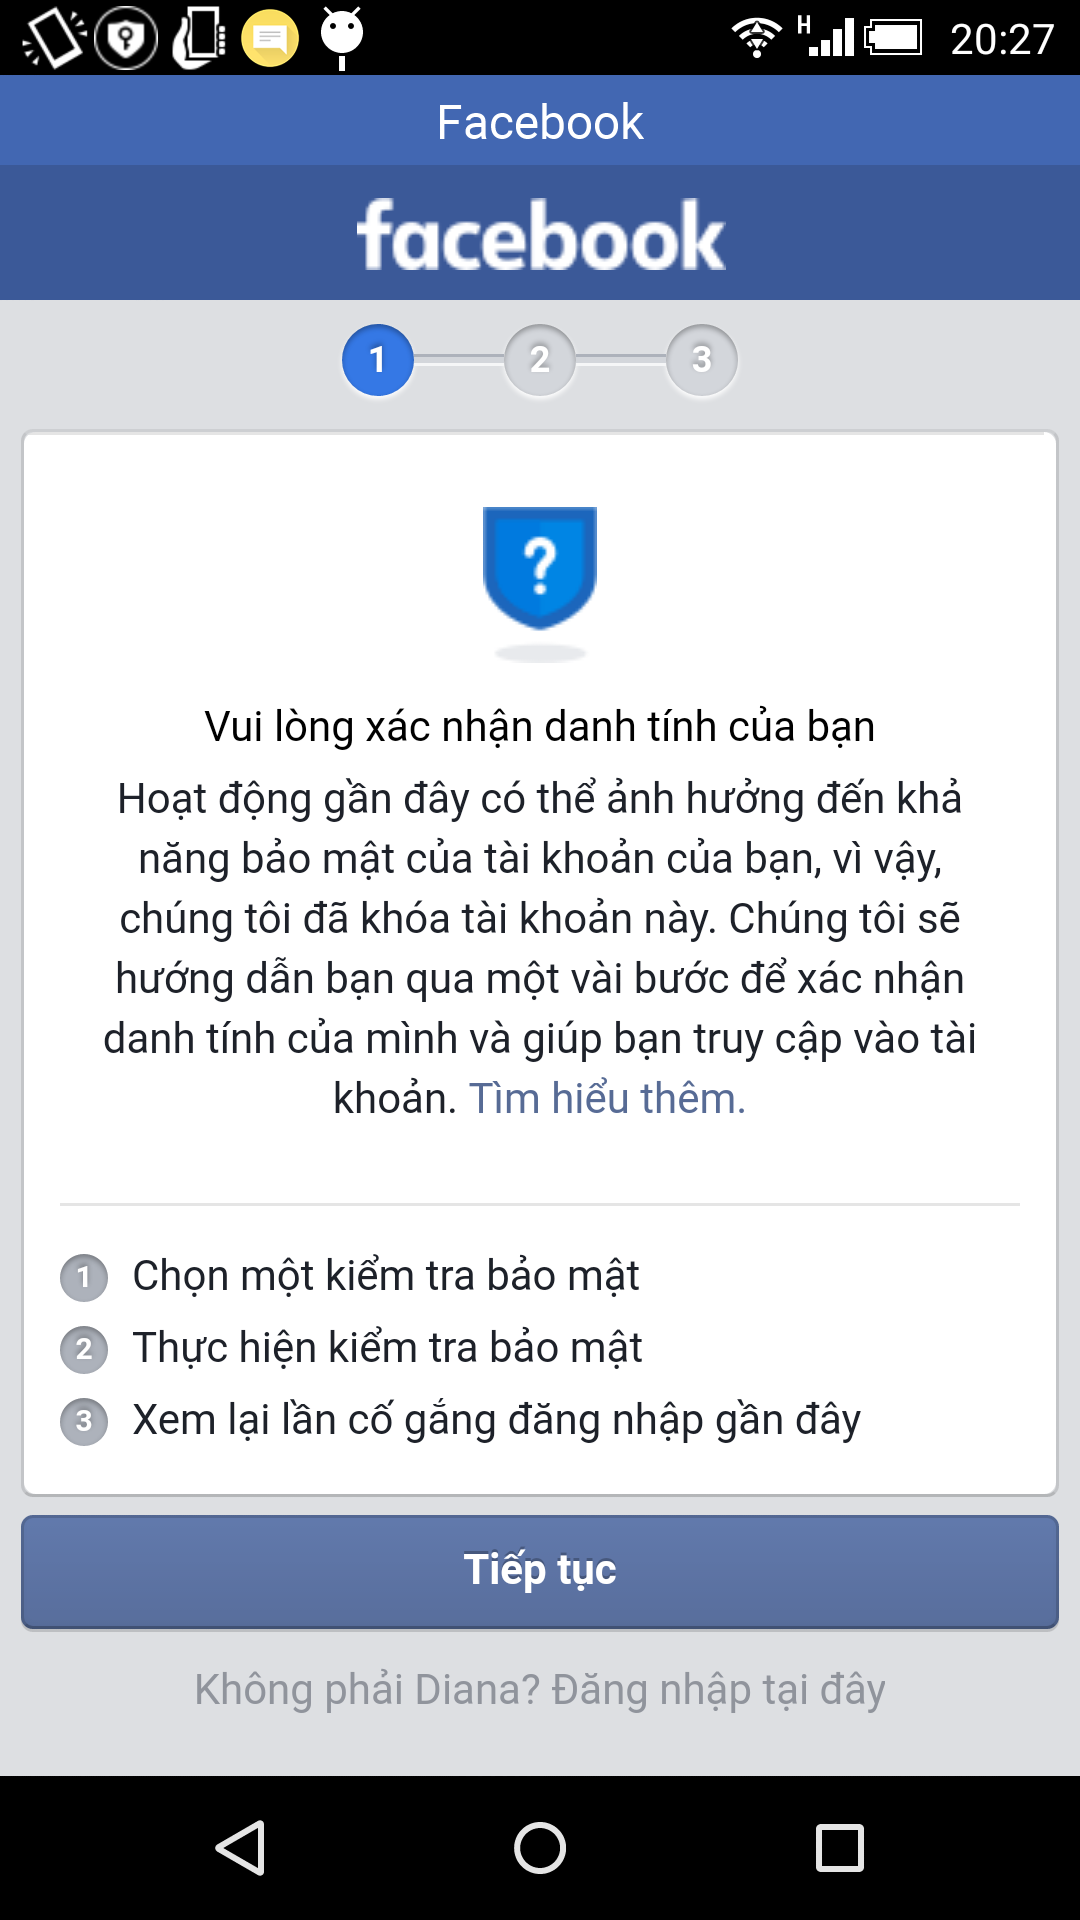 H 20:27
Facebook
facebook
1 2 3
?
Vui lòng xác nhận danh tính của bạn
Hoạt động gần đây có thể ảnh hưởng đến khả
năng bảo mật của tài khoản của bạn, vì vậy,
chúng tôi đã khóa tài khoản này. Chúng tôi sẽ
hướng dẫn bạn qua một vài bước để xác nhận
danh tính của mình và giúp bạn truy cập vào tài
khoản. Tìm hiểu thêm.
1 Chọn một kiểm tra bảo mật
2 Thực hiện kiểm tra bảo mật
3 Xem lại lần cố gắng đăng nhập gần đây
Tiếp tục
Không phải Diana? Đăng nhập tại đây